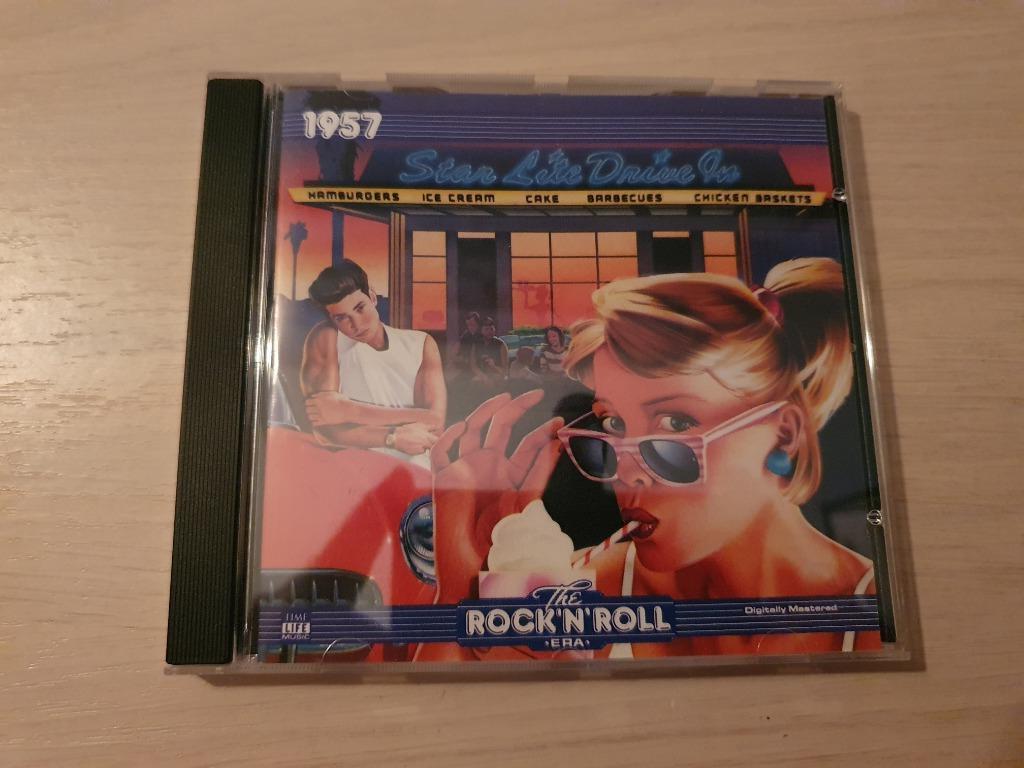 1957
Star Lite Drive In
HAMBURGERS ICE CREAM CAKE BARBECUES CHICKEN BASKETS
The
ROCK'N'ROLL
·ERA·
Digitally Mastered
TIME
LIFE
MUSIC